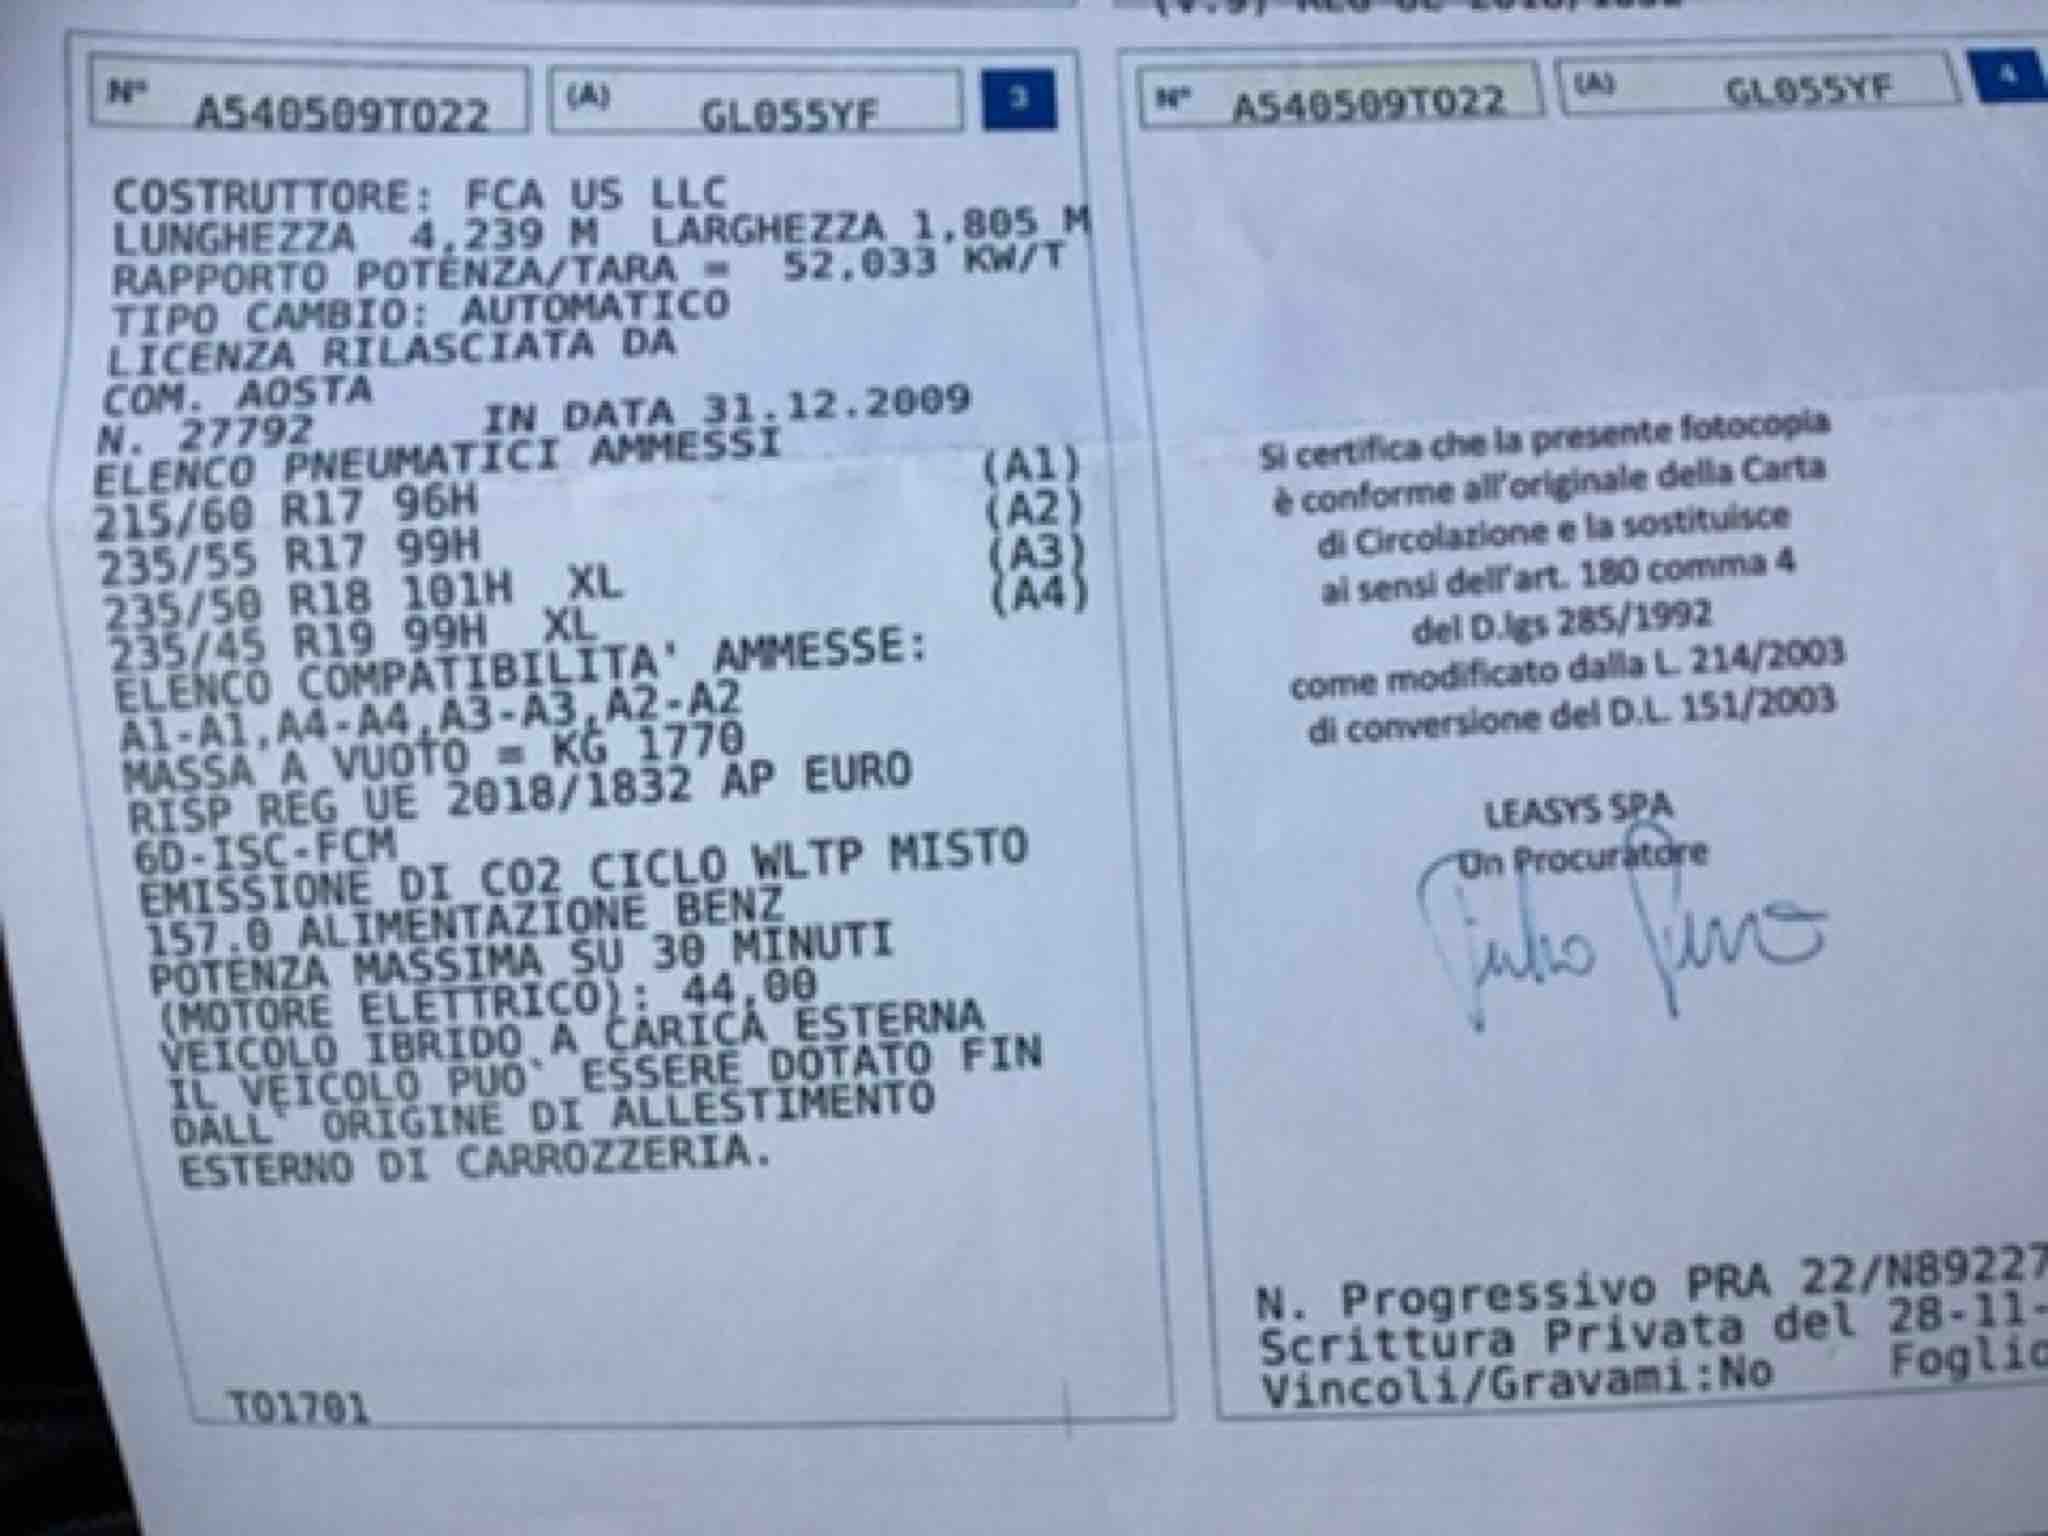 (V.9) REG UE 2018/1832
N° A540509TO22 (A) GL055YF 3
COSTRUTTORE: FCA US LLC
LUNGHEZZA 4,239 M LARGHEZZA 1,805 M
RAPPORTO POTENZA/TARA = 52,033 KW/T
TIPO CAMBIO: AUTOMATICO
LICENZA RILASCIATA DA
COM. AOSTA
N. 27792 IN DATA 31.12.2009
ELENCO PNEUMATICI AMMESSI
215/60 R17 96H (A1)
235/55 R17 99H (A2)
235/50 R18 101H XL (A3)
235/45 R19 99H XL (A4)
ELENCO COMPATIBILITA' AMMESSE:
A1-A1,A4-A4,A3-A3,A2-A2
MASSA A VUOTO = KG 1770
RISP REG UE 2018/1832 AP EURO
6D-ISC-FCM
EMISSIONE DI CO2 CICLO WLTP MISTO
157.0 ALIMENTAZIONE BENZ
POTENZA MASSIMA SU 30 MINUTI
(MOTORE ELETTRICO): 44,00
VEICOLO IBRIDO A CARICA ESTERNA
IL VEICOLO PUO` ESSERE DOTATO FIN
DALL` ORIGINE DI ALLESTIMENTO
ESTERNO DI CARROZZERIA.
TO1701
N° A540509TO22 (A) GL055YF 4
Si certifica che la presente fotocopia
è conforme all'originale della Carta
di Circolazione e la sostituisce
ai sensi dell'art. 180 comma 4
del D.lgs 285/1992
come modificato dalla L. 214/2003
di conversione del D.L. 151/2003
LEASYS SPA
Un Procuratore
N. Progressivo PRA 22/N89227
Scrittura Privata del 28-11-
Vincoli/Gravami:No Foglio